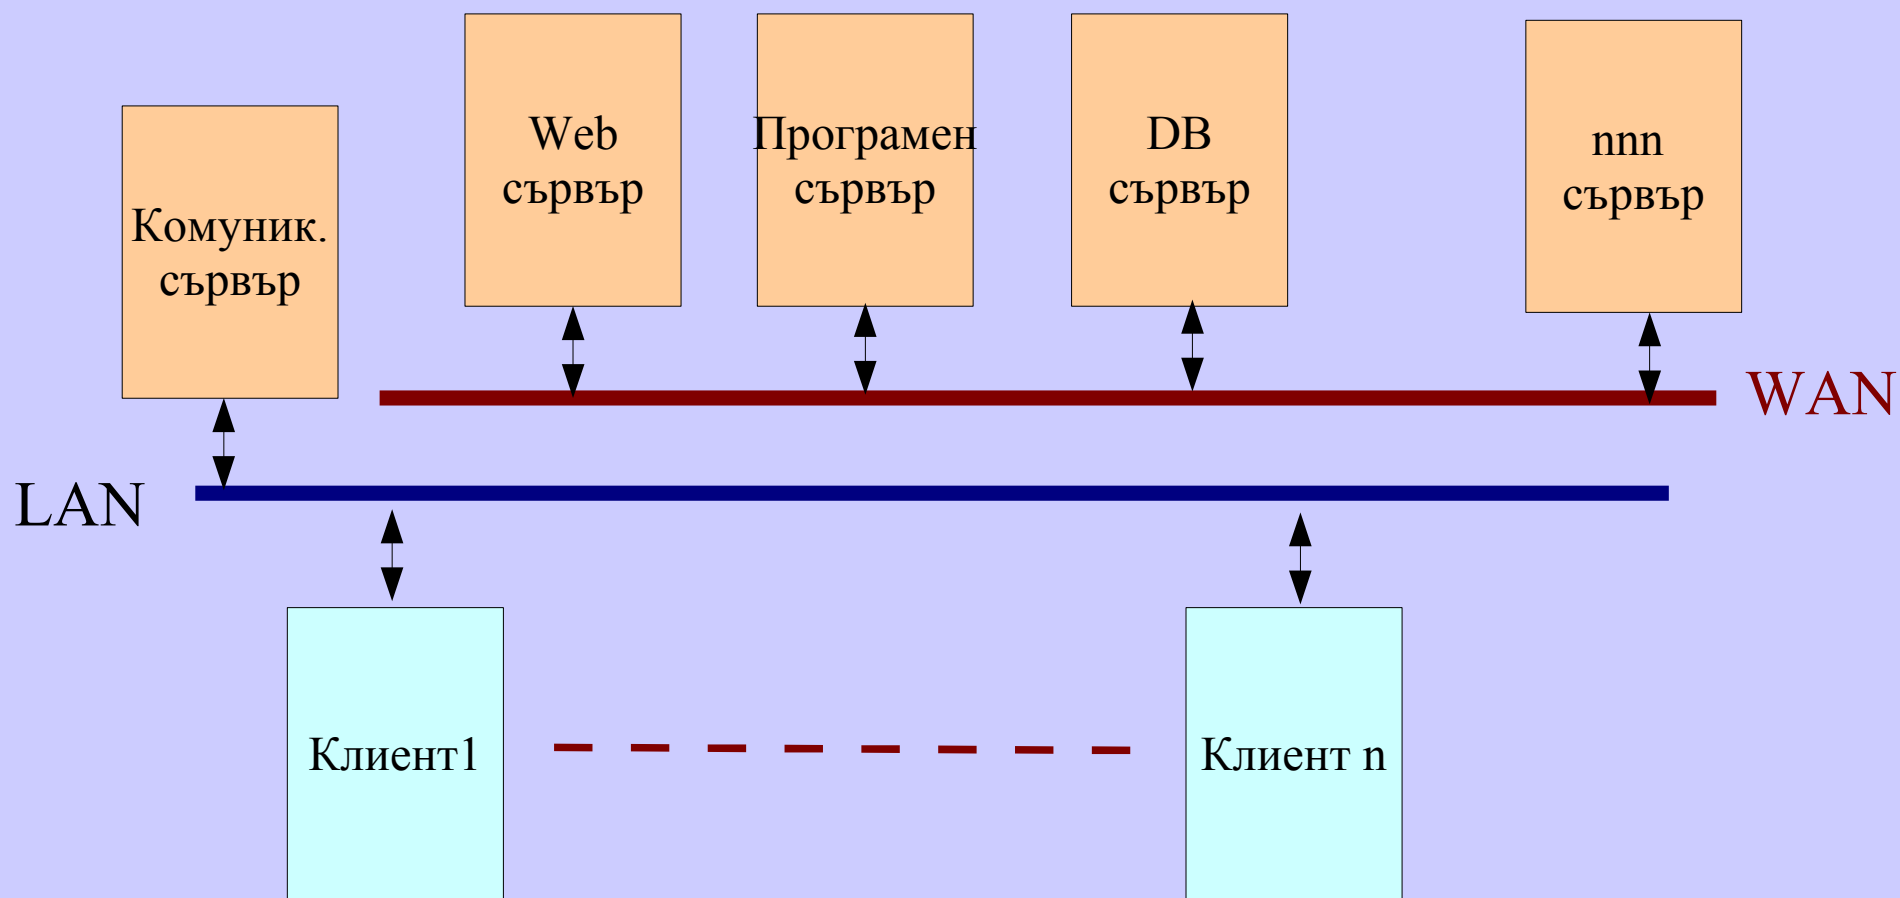 Web
сървър
Програмен
сървър
DB
сървър
nnn
сървър
Комуник.
сървър
WAN
LAN
Клиент1
Клиент n